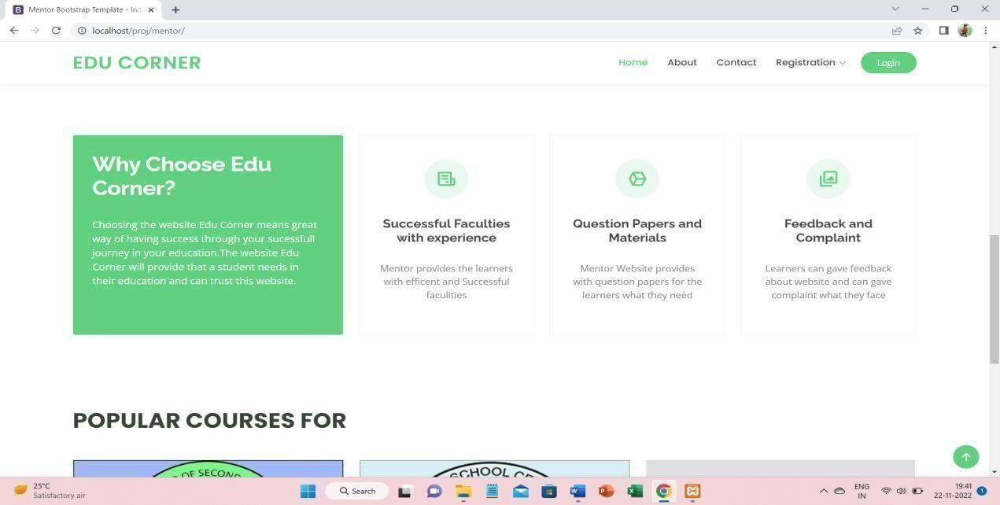 Mentor Bootstrap Template - Ind
localhost/proj/mentor/
EDU CORNER
Home
About
Contact
Registration
Login
Why Choose Edu
Corner?
Choosing the website Edu Corner means great
way of having success through your sucessfull
journey in your education.The website Edu
Corner will provide that a student needs in
their education and can trust this website.
Successful Faculties
with experience
Mentor provides the learners
with efficent and Successful
faculities
Question Papers and
Materials
Mentor Website provides
with question papers for the
learners what they need
Feedback and
Complaint
Learners can gave feedback
about website and can gave
complaint what they face
POPULAR COURSES FOR
OF SECOND
SCHOOL CE
25°C
Satisfactory air
Search
ENG
IN
19:41
22-11-2022
1